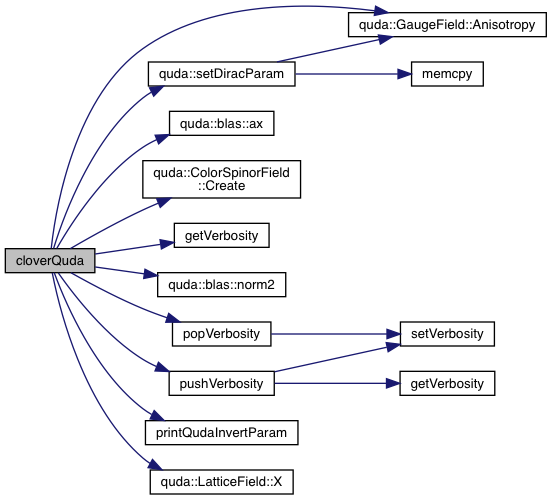 quda::GaugeField::Anisotropy
quda::setDiracParam
memcpy
quda::blas::ax
quda::ColorSpinorField
::Create
getVerbosity
cloverQuda
quda::blas::norm2
popVerbosity
setVerbosity
pushVerbosity
getVerbosity
printQudaInvertParam
quda::LatticeField::X